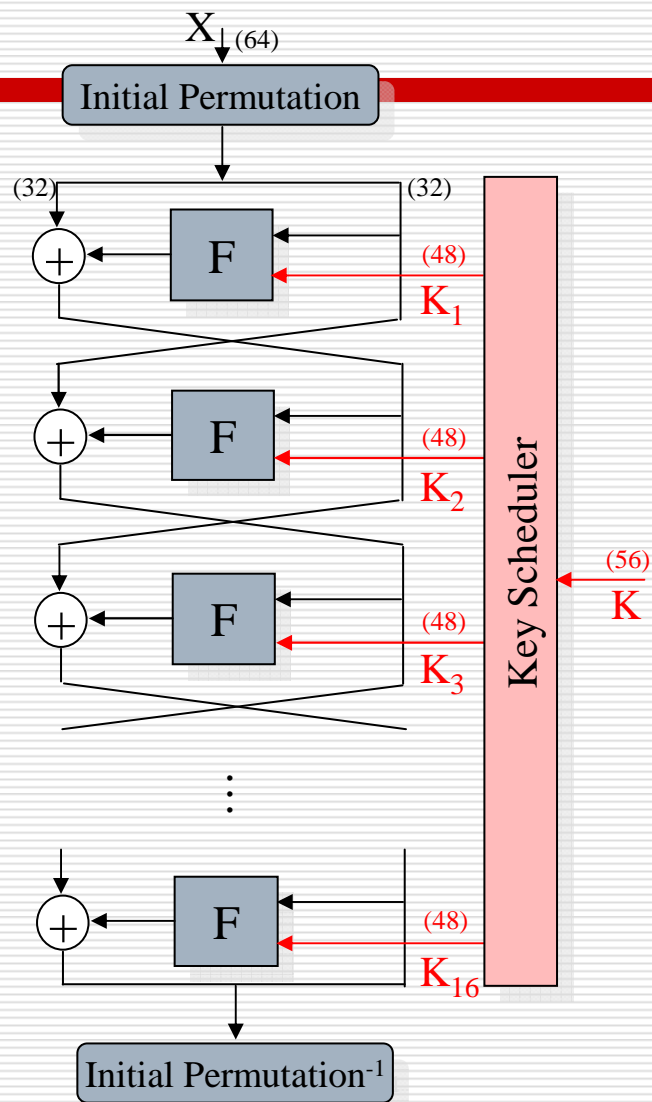 X (64)
Initial Permutation
(32) (32)
F
+
(48)
K₁
F
+
(48)
K₂
F
+
(48)
K₃
Key Scheduler
(56)
K
⋮
F
+
(48)
K₁₆
Initial Permutation⁻¹